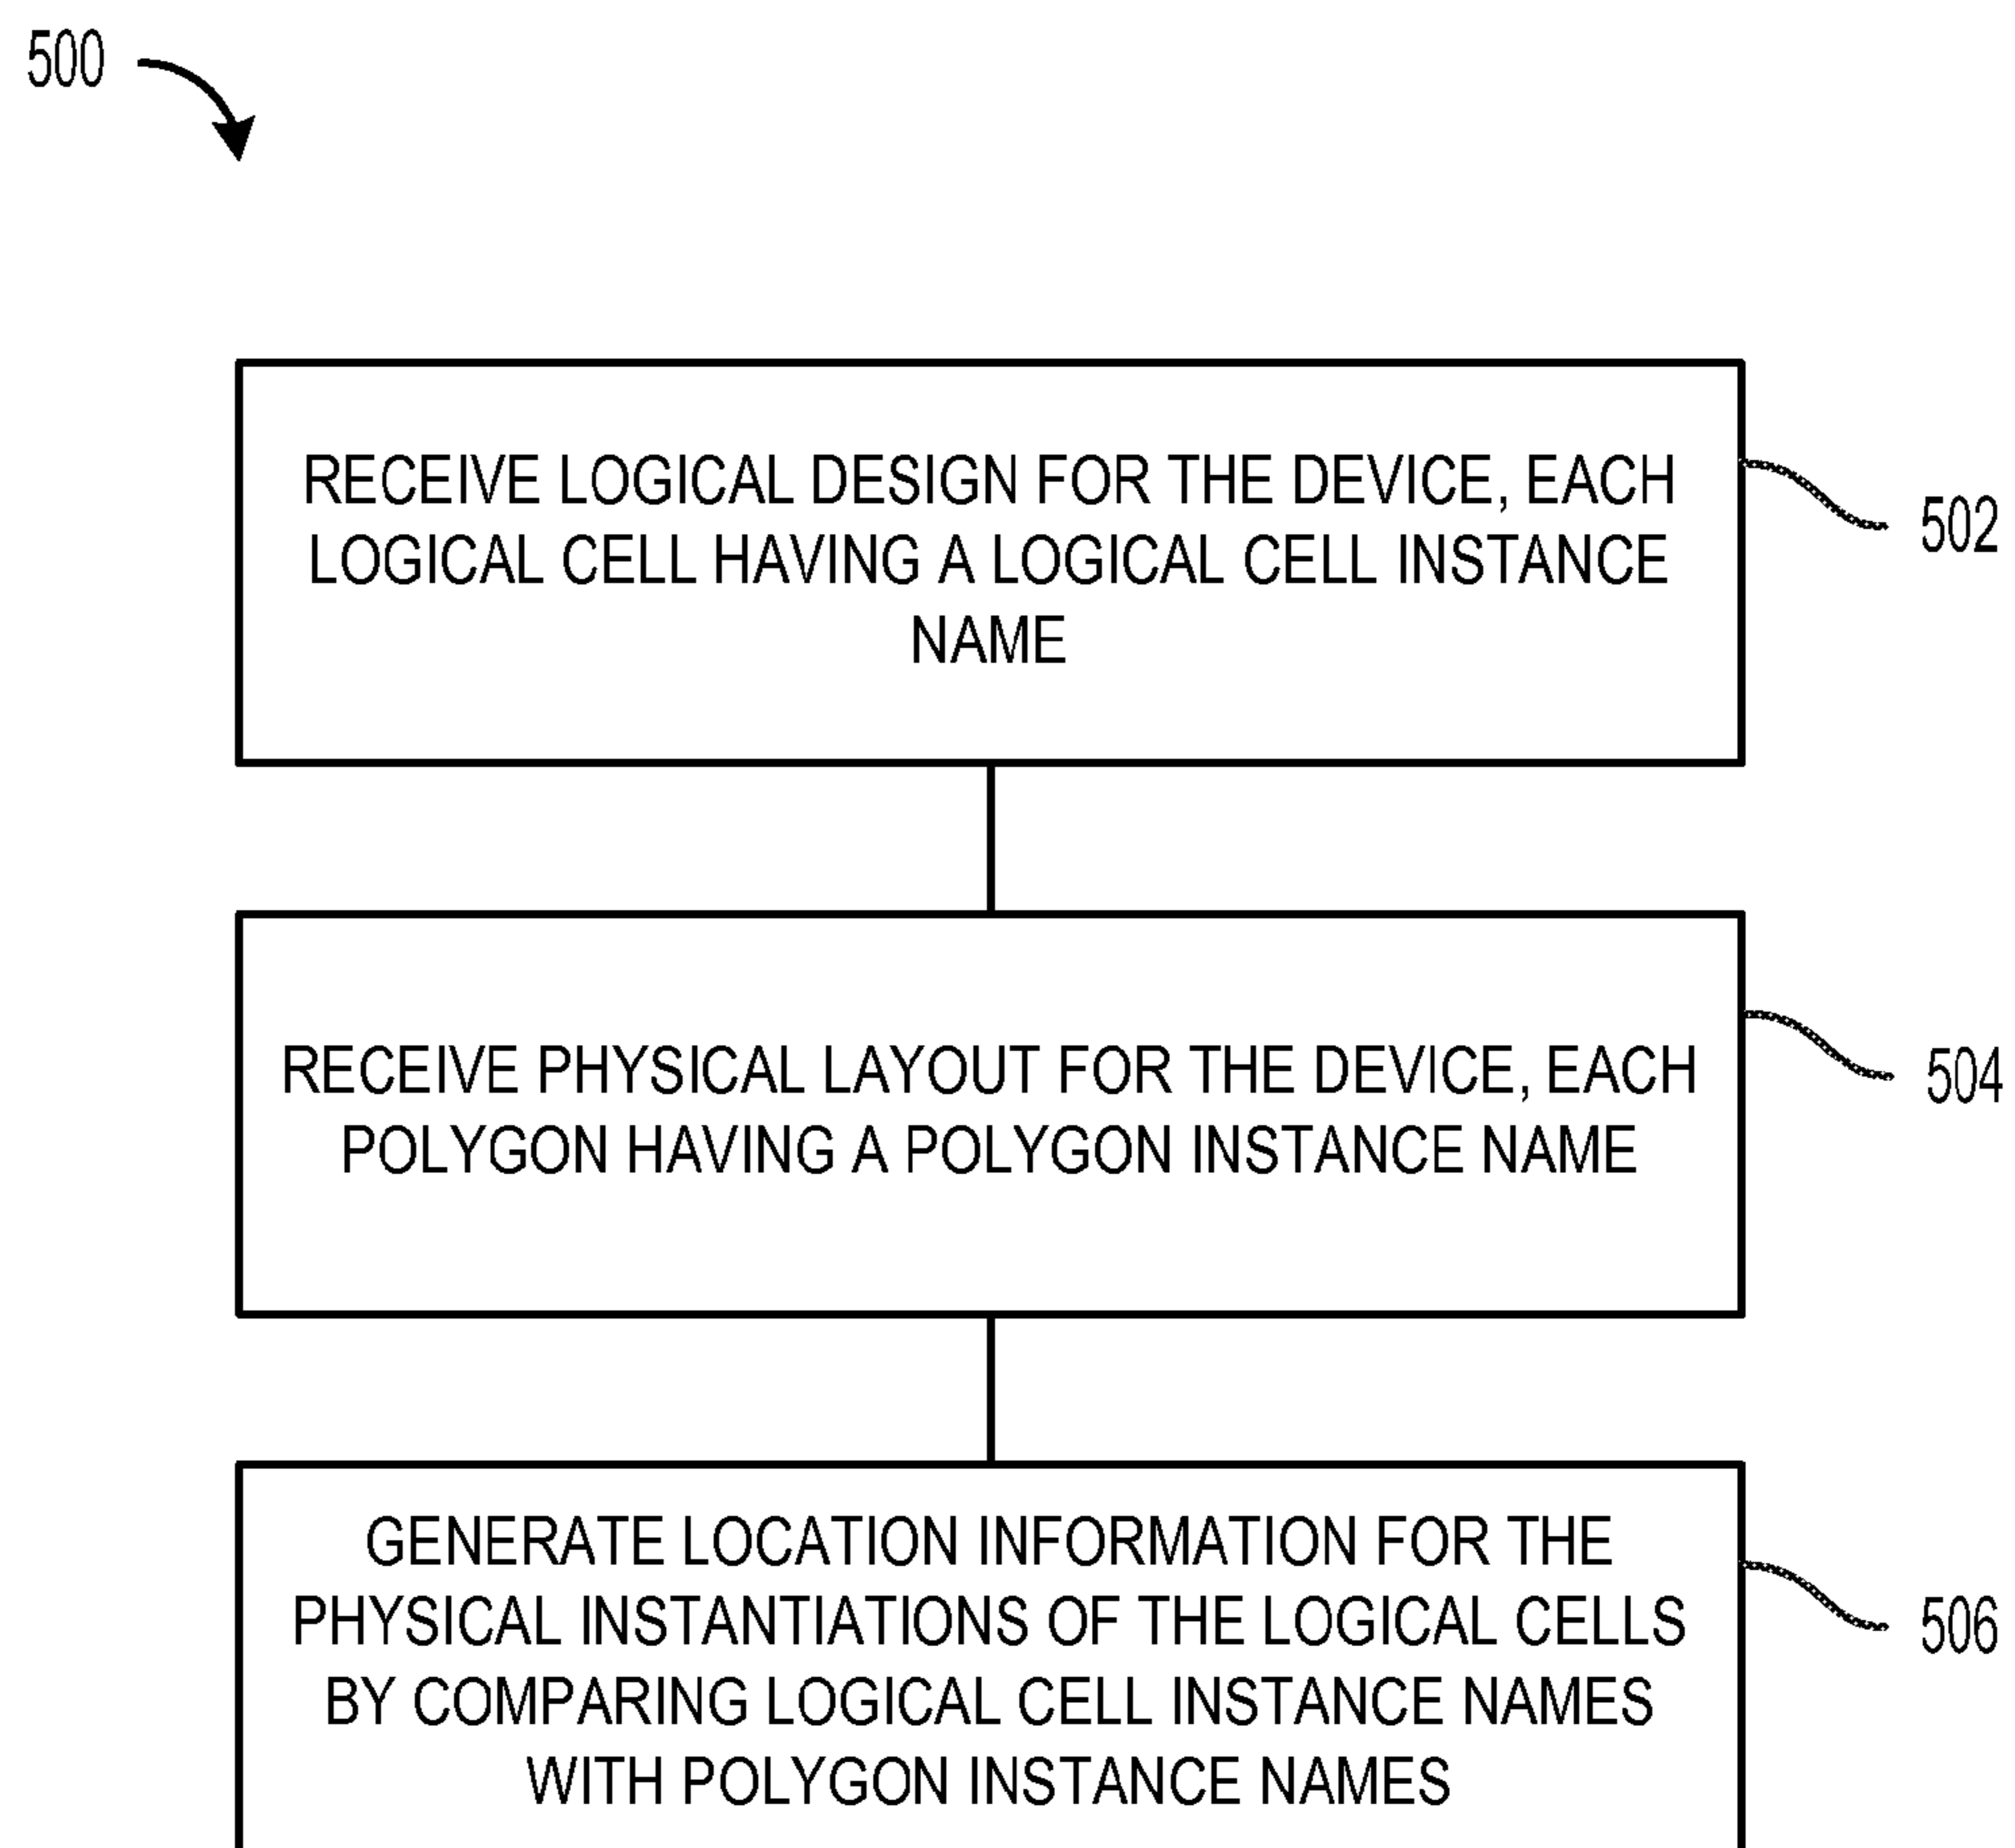 500
RECEIVE LOGICAL DESIGN FOR THE DEVICE, EACH
LOGICAL CELL HAVING A LOGICAL CELL INSTANCE
NAME
502
RECEIVE PHYSICAL LAYOUT FOR THE DEVICE, EACH
POLYGON HAVING A POLYGON INSTANCE NAME
504
GENERATE LOCATION INFORMATION FOR THE
PHYSICAL INSTANTIATIONS OF THE LOGICAL CELLS
BY COMPARING LOGICAL CELL INSTANCE NAMES
WITH POLYGON INSTANCE NAMES
506